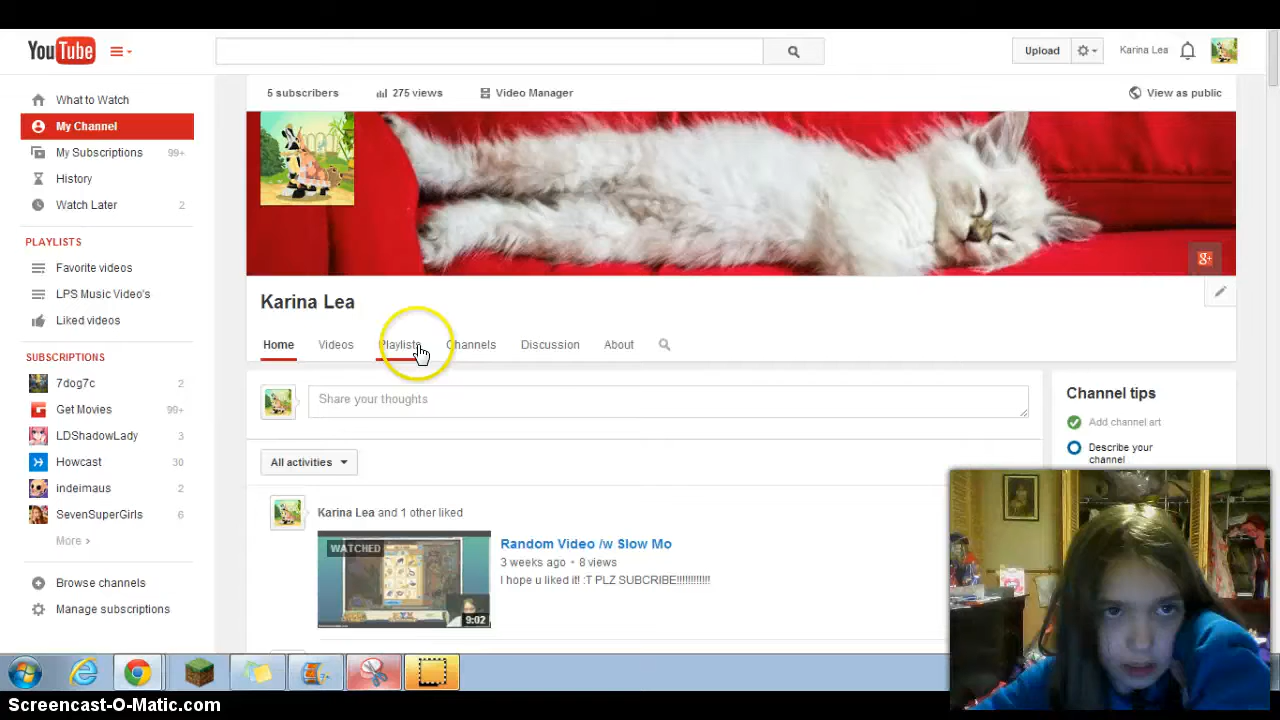 YouTube
Upload
Karina Lea
What to Watch
My Channel
My Subscriptions 99+
History
Watch Later 2
PLAYLISTS
Favorite videos
LPS Music Video's
Liked videos
SUBSCRIPTIONS
7dog7c 2
Get Movies 99+
LDShadowLady 3
Howcast 30
indeimaus 2
SevenSuperGirls 6
More >
Browse channels
Manage subscriptions
5 subscribers 275 views Video Manager View as public
g+
Karina Lea
Home Videos Playlists Channels Discussion About
Share your thoughts
All activities
Karina Lea and 1 other liked
WATCHED
9:02
Random Video /w Slow Mo
3 weeks ago • 8 views
I hope u liked it! :T PLZ SUBCRIBE!!!!!!!!!!!!
Channel tips
Add channel art
Describe your
channel
Screencast-O-Matic.com